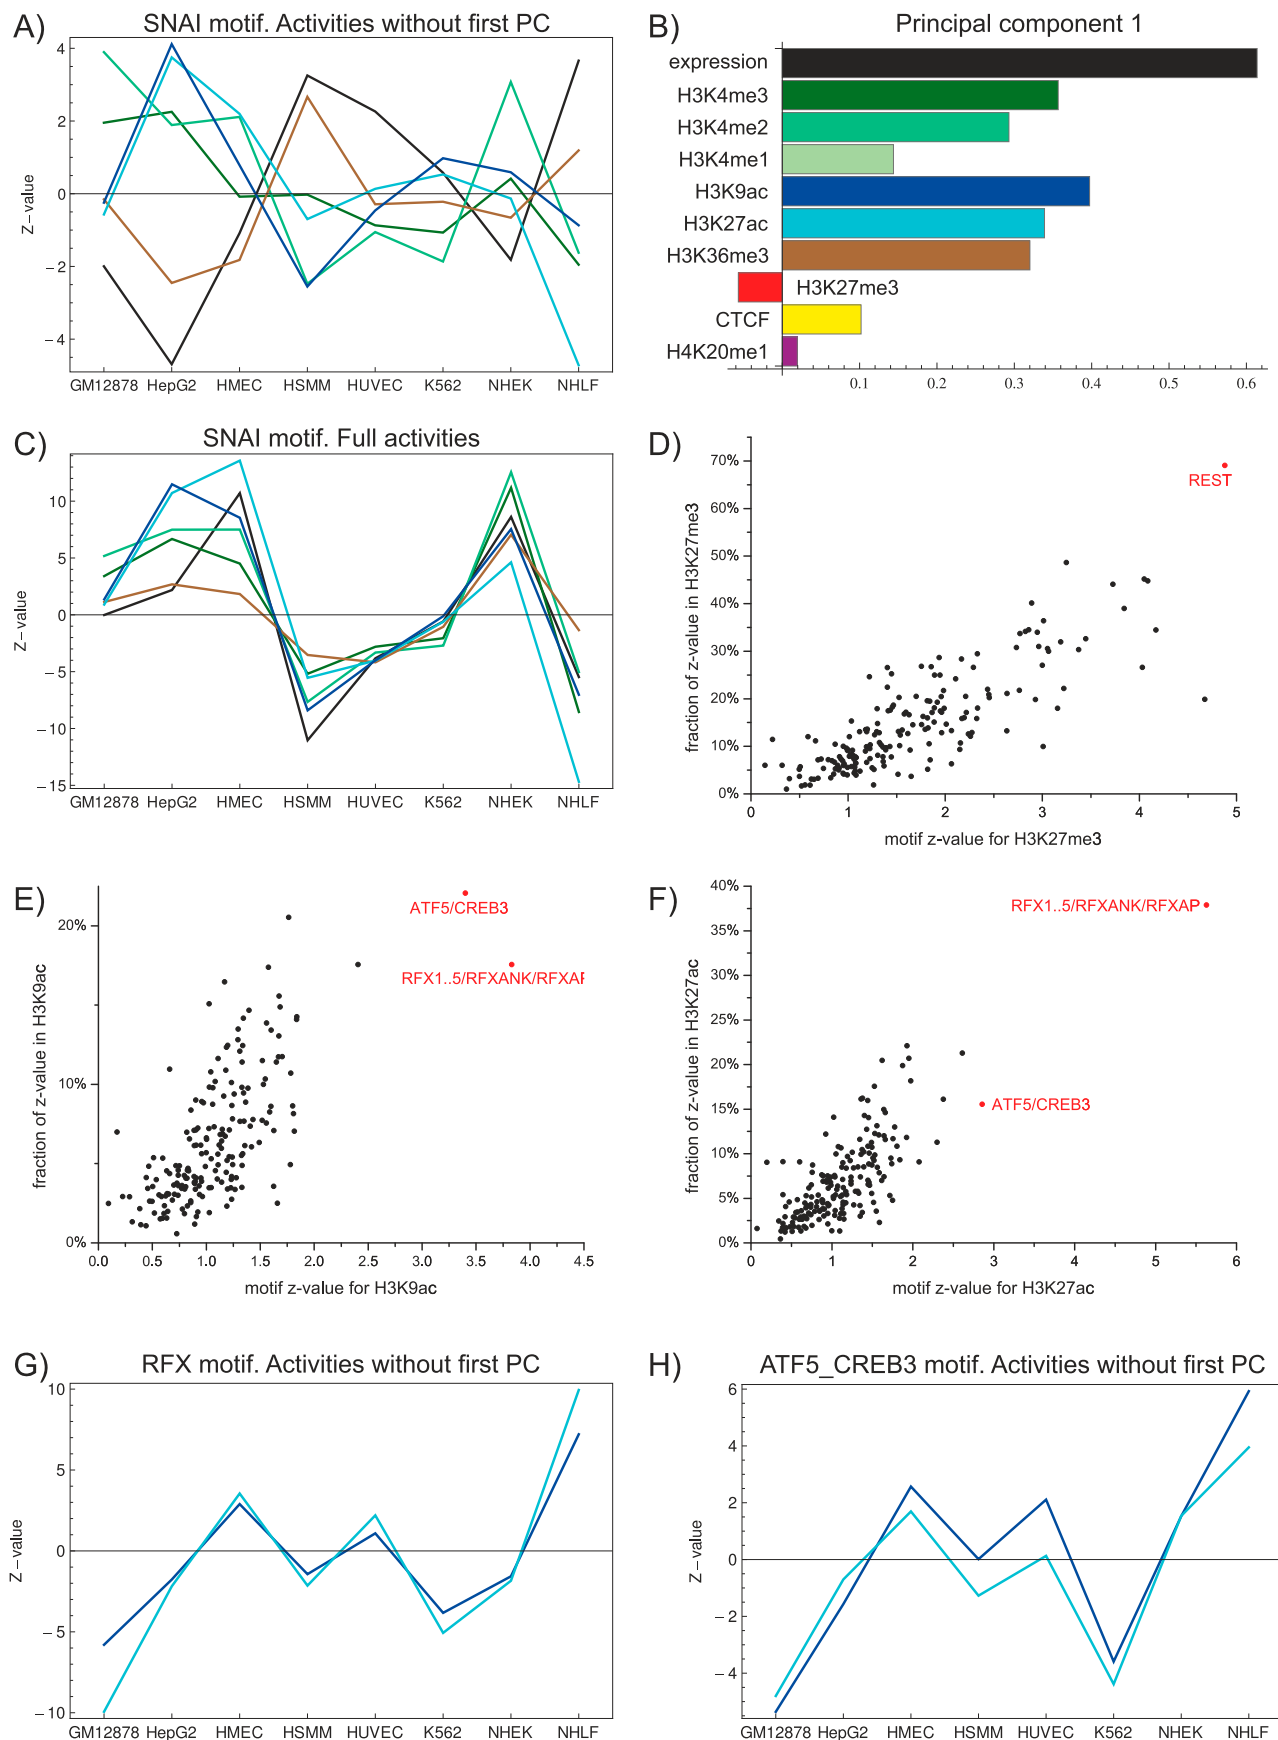 A) SNAI motif. Activities without first PC
Z-value
4
2
0
-2
-4
GM12878 HepG2 HMEC HSMM HUVEC K562 NHEK NHLF
B) Principal component 1
expression
H3K4me3
H3K4me2
H3K4me1
H3K9ac
H3K27ac
H3K36me3
H3K27me3
CTCF
H4K20me1
0.1 0.2 0.3 0.4 0.5 0.6
C) SNAI motif. Full activities
Z-value
10
5
0
-5
-10
-15
GM12878 HepG2 HMEC HSMM HUVEC K562 NHEK NHLF
D)
fraction of z-value in H3K27me3
70%
60%
50%
40%
30%
20%
10%
0%
REST
0 1 2 3 4 5
motif z-value for H3K27me3
E)
fraction of z-value in H3K9ac
20%
10%
0%
ATF5/CREB3
RFX1..5/RFXANK/RFXAP
0.0 0.5 1.0 1.5 2.0 2.5 3.0 3.5 4.0 4.5
motif z-value for H3K9ac
F)
fraction of z-value in H3K27ac
40%
35%
30%
25%
20%
15%
10%
5%
0%
RFX1..5/RFXANK/RFXAP
ATF5/CREB3
0 1 2 3 4 5 6
motif z-value for H3K27ac
G) RFX motif. Activities without first PC
Z-value
10
5
0
-5
-10
GM12878 HepG2 HMEC HSMM HUVEC K562 NHEK NHLF
H) ATF5_CREB3 motif. Activities without first PC
Z-value
6
4
2
0
-2
-4
GM12878 HepG2 HMEC HSMM HUVEC K562 NHEK NHLF